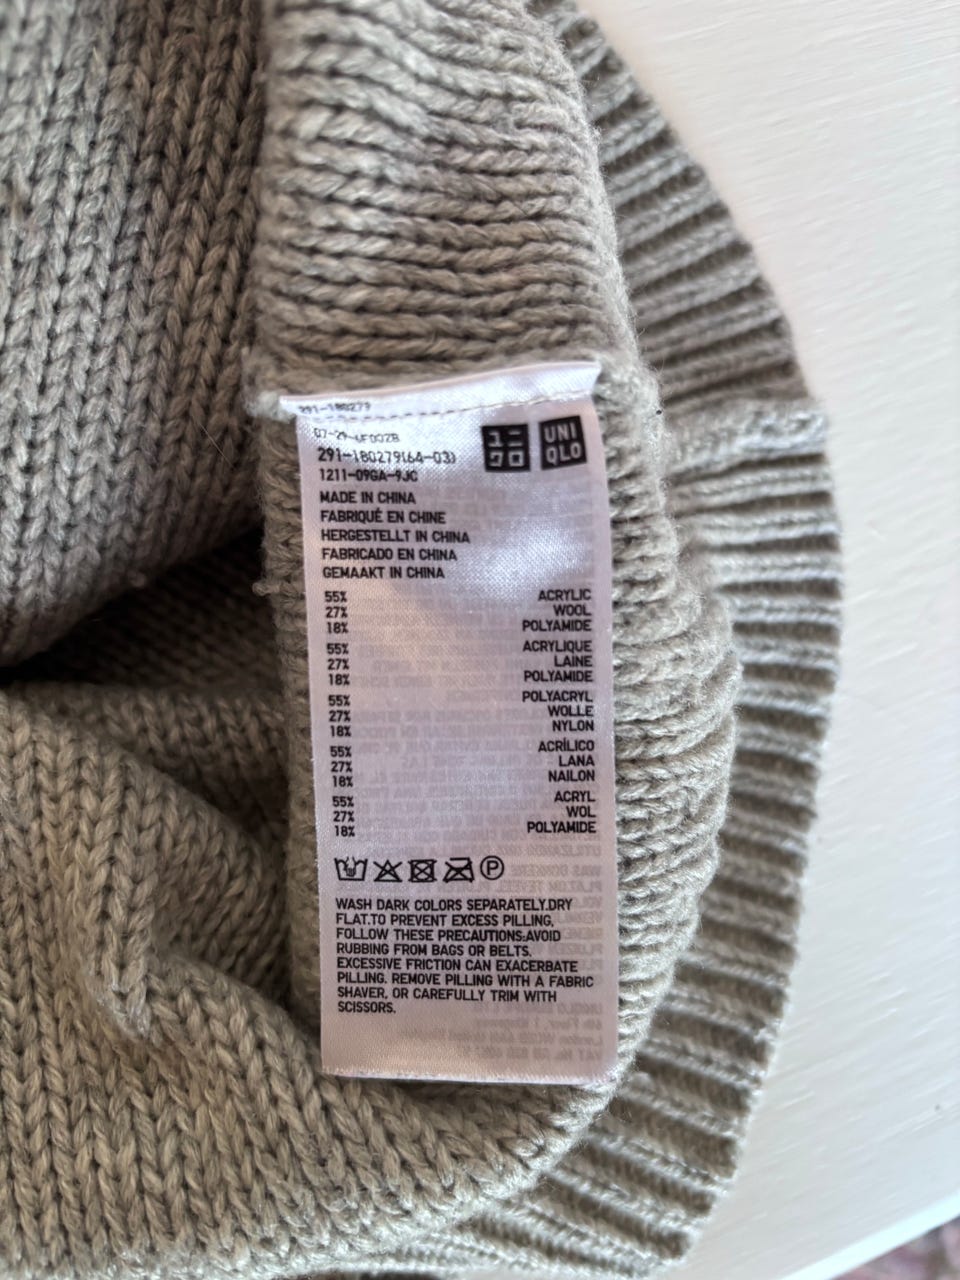 291-180279
ユニ
クロ
UNI
QLO
291-180279(64-03)
1211-09GA-9JC
MADE IN CHINA
FABRIQUÉ EN CHINE
HERGESTELLT IN CHINA
FABRICADO EN CHINA
GEMAAKT IN CHINA
55% ACRYLIC
27% WOOL
18% POLYAMIDE
55% ACRYLIQUE
27% LAINE
18% POLYAMIDE
55% POLYACRYL
27% WOLLE
18% NYLON
55% ACRÍLICO
27% LANA
18% NAILON
55% ACRYL
27% WOL
18% POLYAMIDE
P
WASH DARK COLORS SEPARATELY.DRY
FLAT.TO PREVENT EXCESS PILLING,
FOLLOW THESE PRECAUTIONS:AVOID
RUBBING FROM BAGS OR BELTS.
EXCESSIVE FRICTION CAN EXACERBATE
PILLING. REMOVE PILLING WITH A FABRIC
SHAVER, OR CAREFULLY TRIM WITH
SCISSORS.